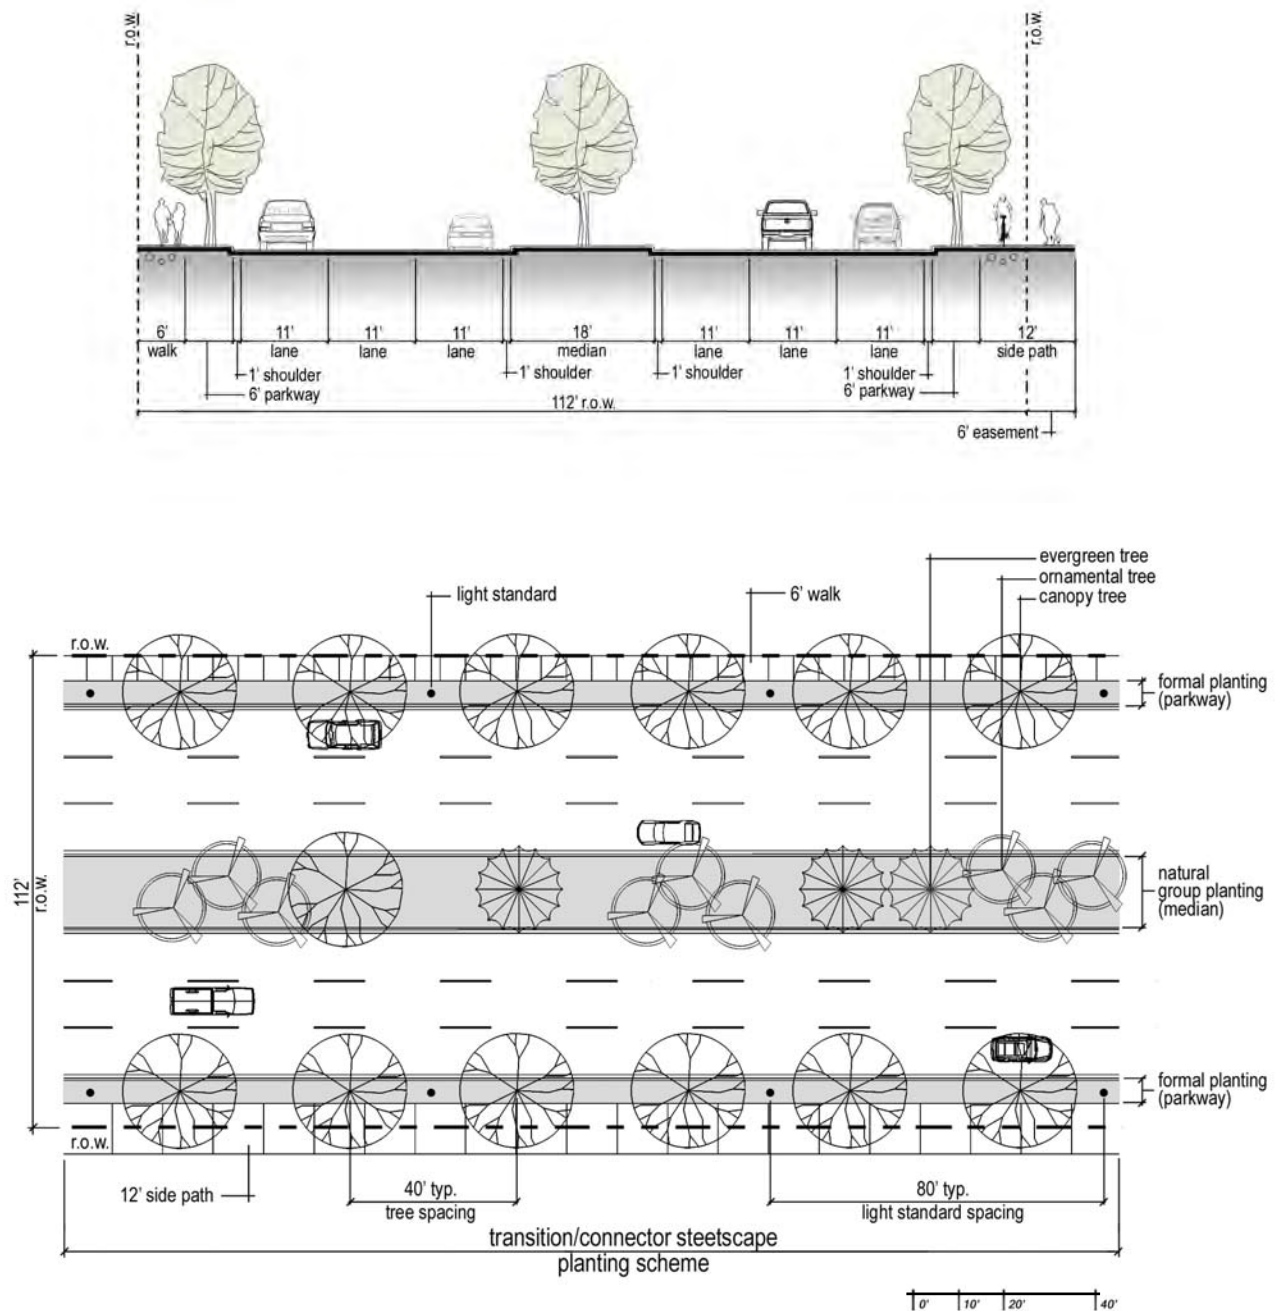 r.o.w.
r.o.w.
6' 11' 11' 11' 18' 11' 11' 11' 12'
walk lane lane lane median lane lane lane side path
1' shoulder 1' shoulder 1' shoulder 1' shoulder
6' parkway 6' parkway
112' r.o.w.
6' easement
evergreen tree
ornamental tree
canopy tree
light standard
6' walk
r.o.w.
formal planting
(parkway)
112'
r.o.w.
natural
group planting
(median)
formal planting
(parkway)
r.o.w.
12' side path
40' typ.
tree spacing
80' typ.
light standard spacing
transition/connector steetscape
planting scheme
0' 10' 20' 40'